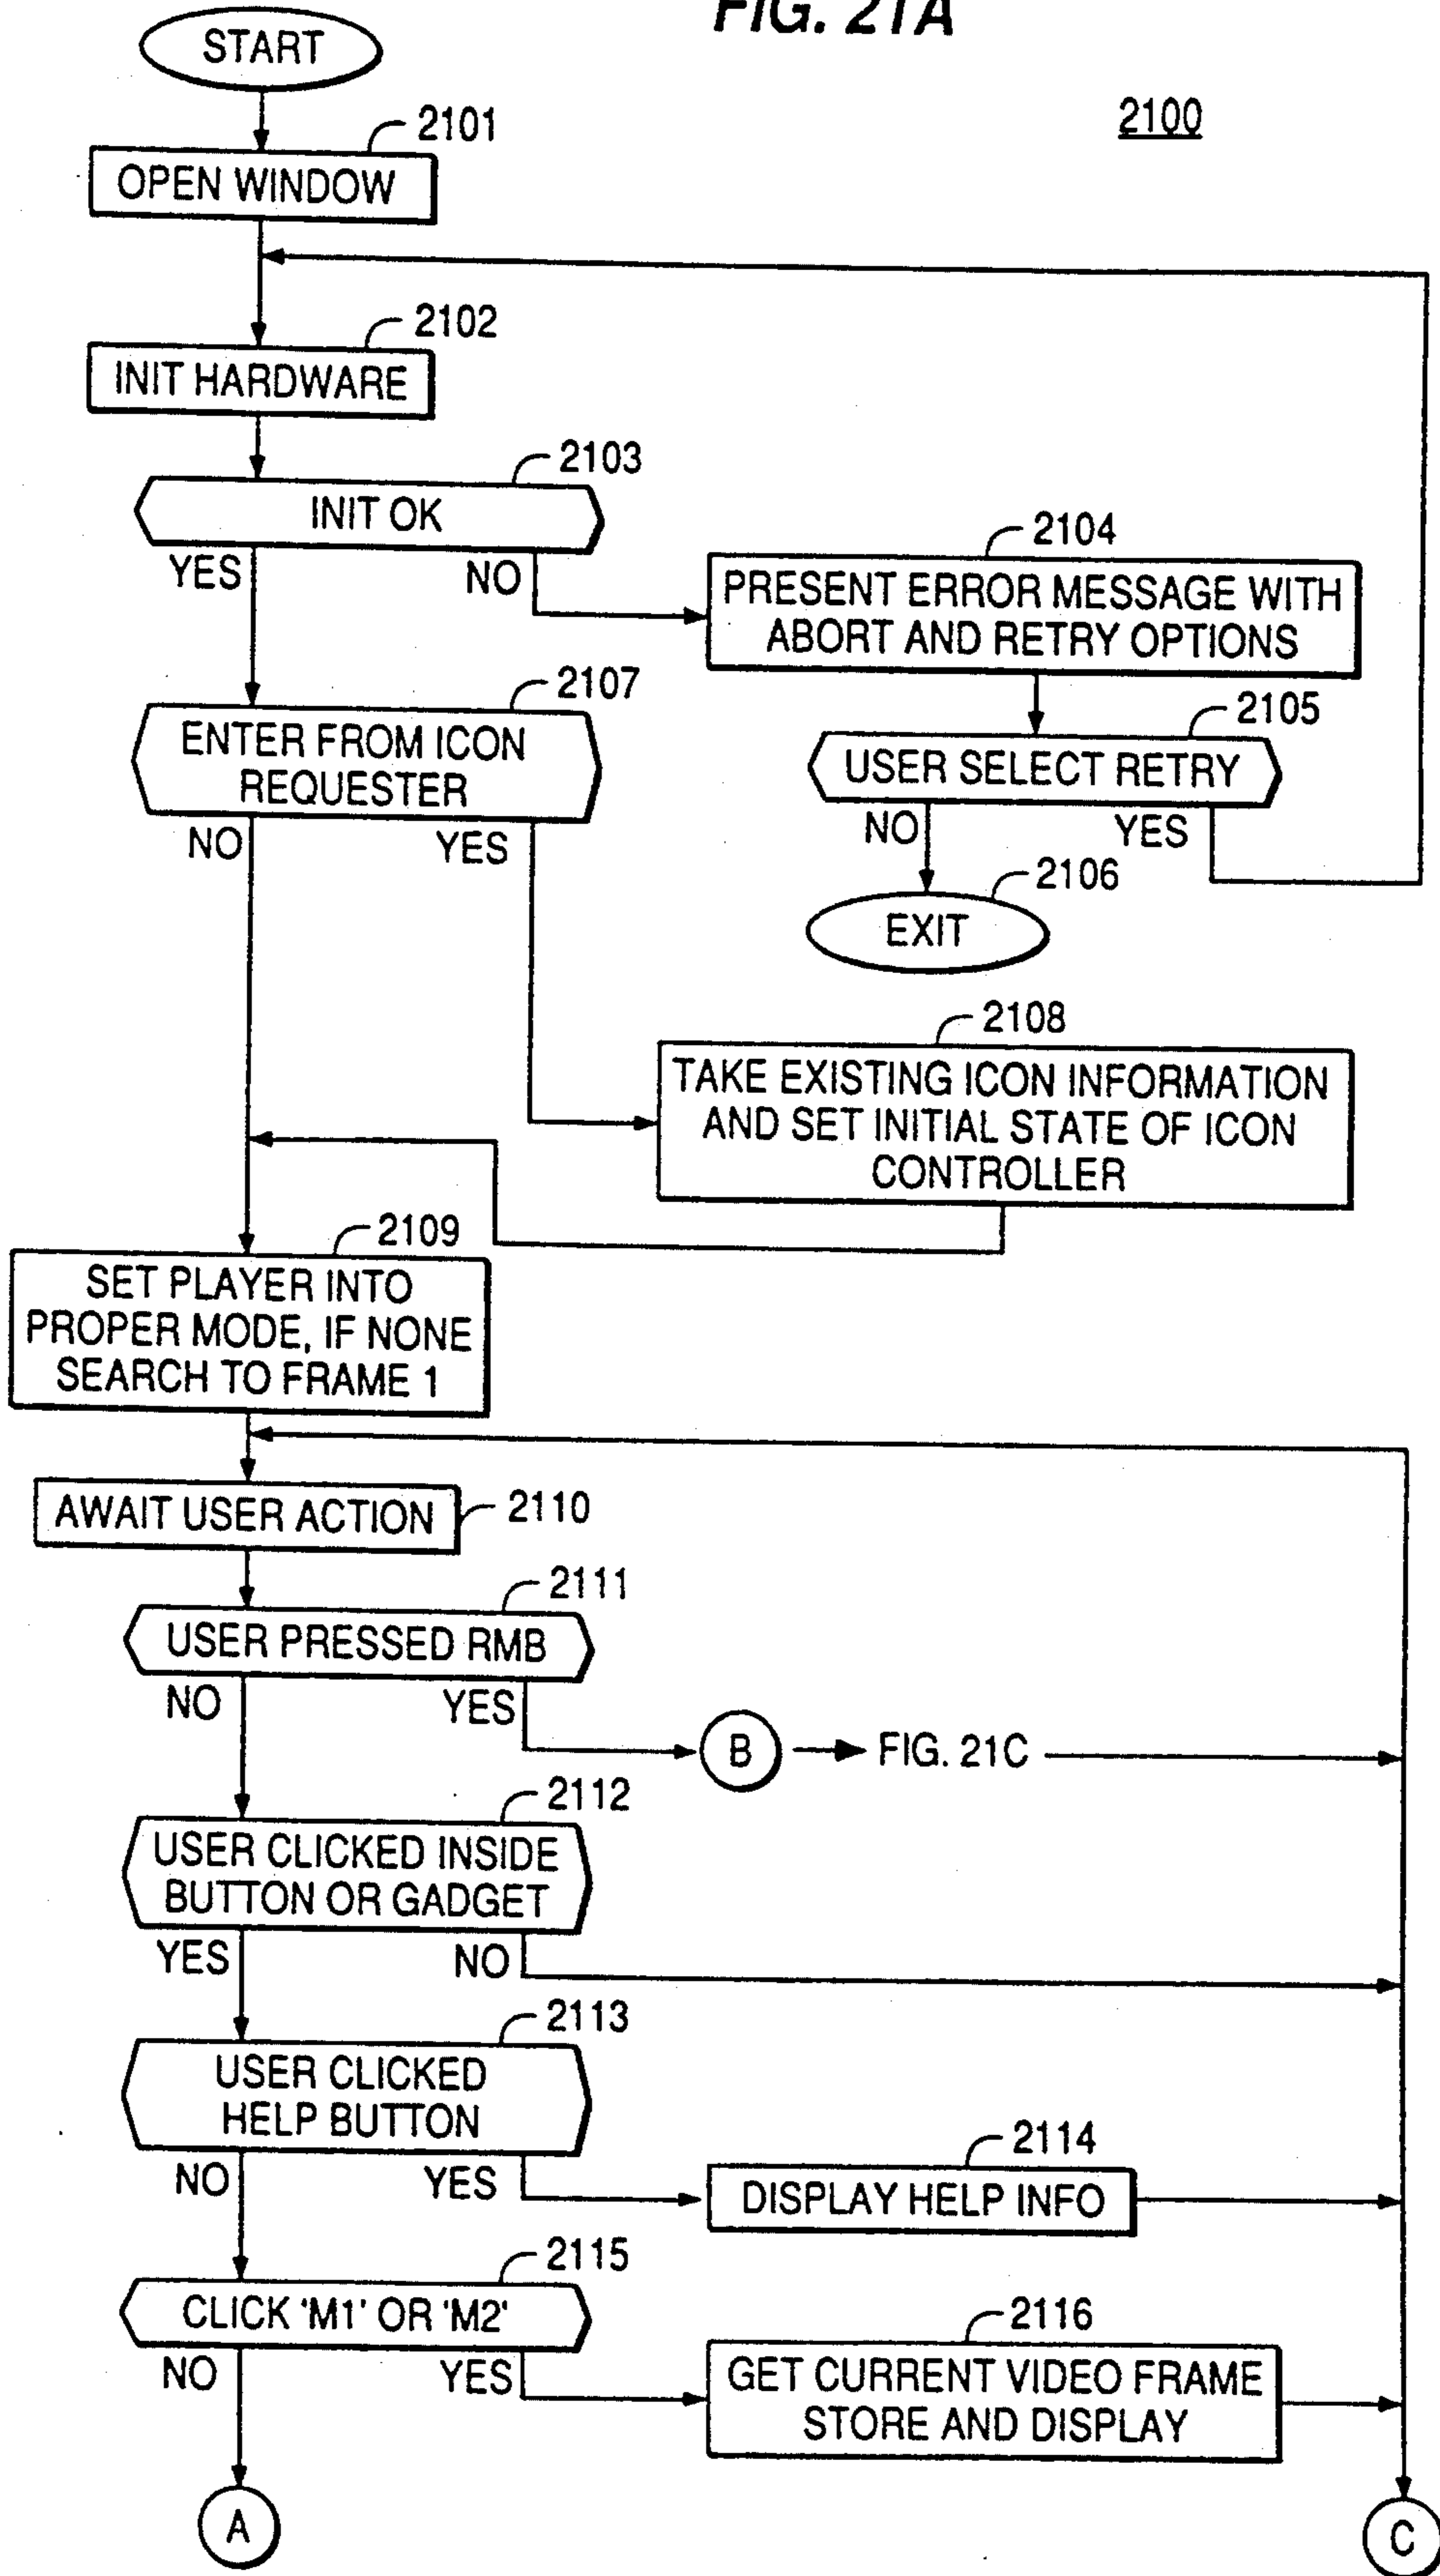 FIG. 21A
START
2100
2101
OPEN WINDOW
2102
INIT HARDWARE
2103
INIT OK
YES
NO
2104
PRESENT ERROR MESSAGE WITH
ABORT AND RETRY OPTIONS
2107
ENTER FROM ICON
REQUESTER
2105
USER SELECT RETRY
NO
YES
NO
YES
2106
EXIT
2108
TAKE EXISTING ICON INFORMATION
AND SET INITIAL STATE OF ICON
CONTROLLER
2109
SET PLAYER INTO
PROPER MODE, IF NONE
SEARCH TO FRAME 1
AWAIT USER ACTION
2110
2111
USER PRESSED RMB
NO
YES
B
FIG. 21C
2112
USER CLICKED INSIDE
BUTTON OR GADGET
YES
NO
2113
USER CLICKED
HELP BUTTON
NO
YES
2114
DISPLAY HELP INFO
2115
CLICK 'M1' OR 'M2'
NO
YES
2116
GET CURRENT VIDEO FRAME
STORE AND DISPLAY
A
C